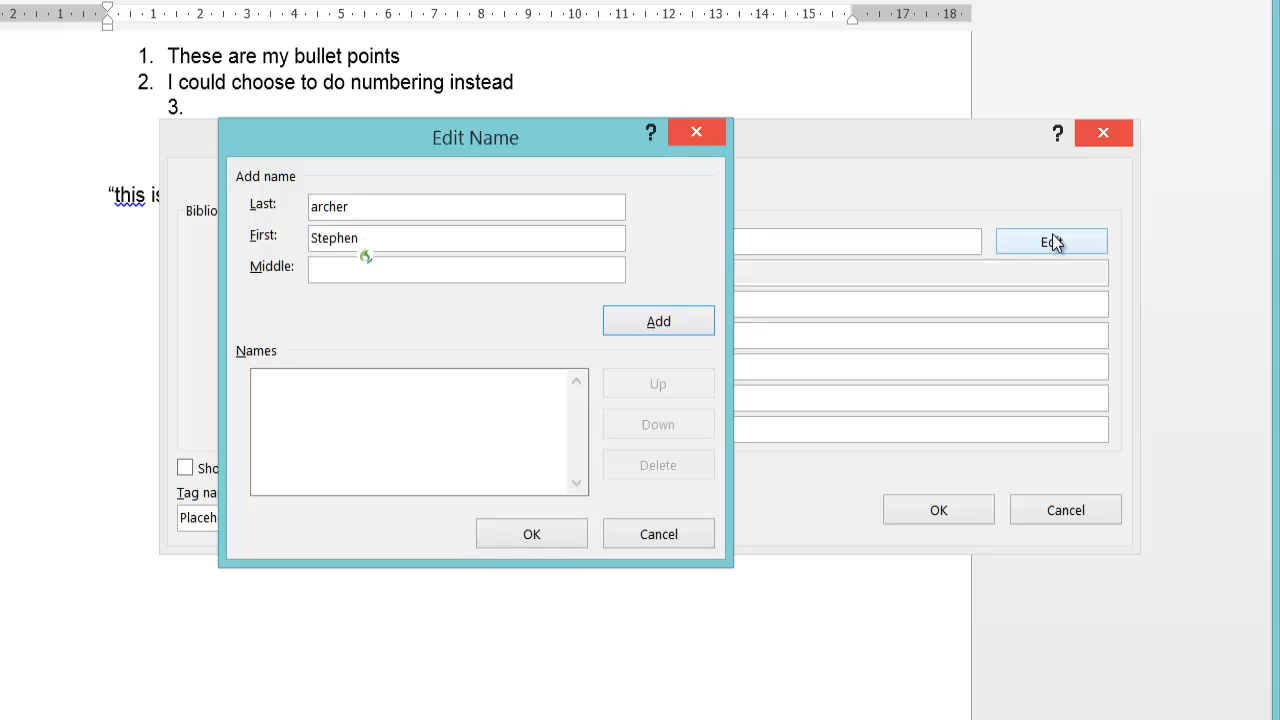 2 1 1 2 3 4 5 6 7 8 9 10 11 12 13 14 15 17 18
1. These are my bullet points
2. I could choose to do numbering instead
3.
Edit Name ?
?
Add name
“this is
Last: archer
Biblio
First: Stephen
Middle:
Add
Names
Up
Down
Delete
Sho
Tag na
Placeh
OK Cancel
OK Cancel